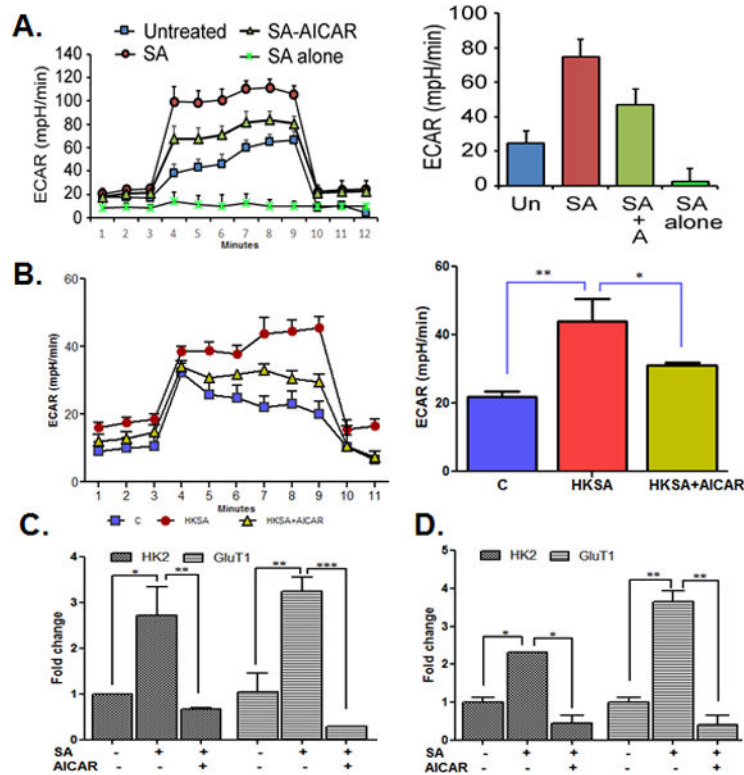 A.
Untreated SA-AICAR
SA SA alone
ECAR (mpH/min)
140
120
100
80
60
40
20
0
1 2 3 4 5 6 7 8 9 10 11 12
Minutes
ECAR (mpH/min)
100
80
60
40
20
0
Un SA SA + A SA alone
B.
ECAR (mpH/min)
60
40
20
0
1 2 3 4 5 6 7 8 9 10 11
Minutes
C HKSA HKSA+AICAR
ECAR (mpH/min)
60
40
20
0
** *
C HKSA HKSA+AICAR
C.
HK2 GluT1
Fold change
4
3
2
1
0
* ** ** ***
SA - + + - + +
AICAR - - + - - +
D.
HK2 GluT1
Fold change
5
4
3
2
1
0
* * ** **
SA - + + - + +
AICAR - - + - - +